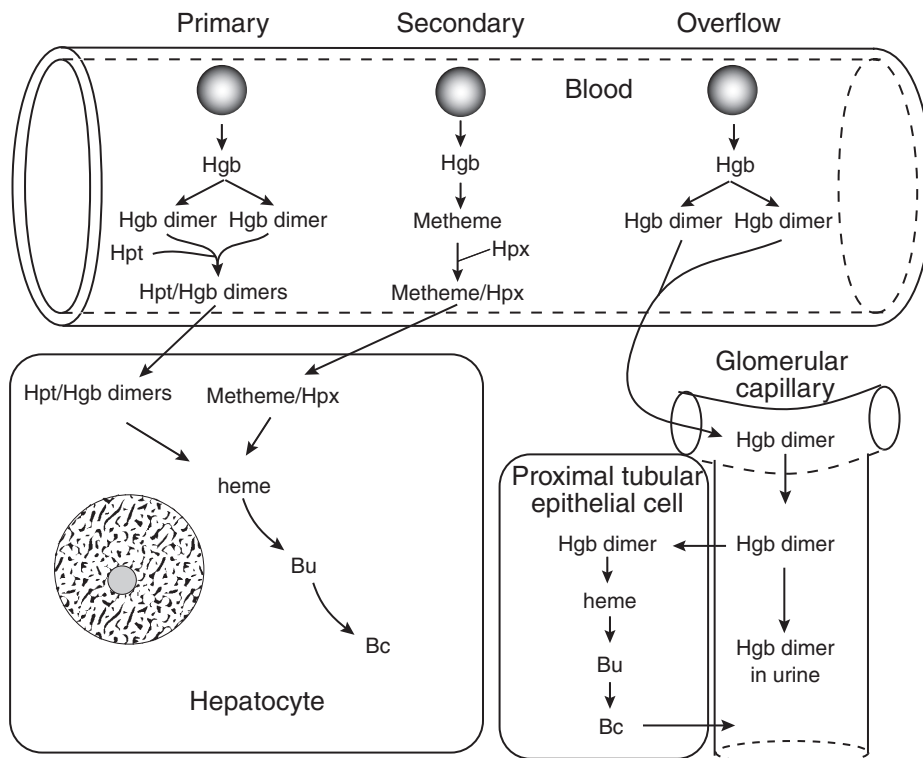 Primary Secondary Overflow
Blood
Hgb Hgb Hgb
Hgb dimer Hgb dimer Metheme Hgb dimer Hgb dimer
Hpt Hpx
Hpt/Hgb dimers Metheme/Hpx
Glomerular
capillary
Hpt/Hgb dimers Metheme/Hpx
Hgb dimer
heme
Proximal tubular
epithelial cell
Hgb dimer Hgb dimer
Bu
heme
Bc
Hgb dimer
in urine
Bu
Hepatocyte
Bc